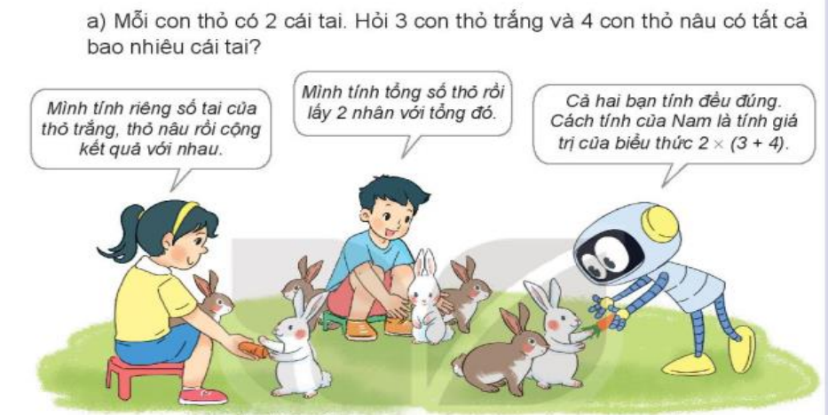 a) Mỗi con thỏ có 2 cái tai. Hỏi 3 con thỏ trắng và 4 con thỏ nâu có tất cả
bao nhiêu cái tai?
Mình tính riêng số tai của
thỏ trắng, thỏ nâu rồi cộng
kết quả với nhau.
Mình tính tổng số thỏ rồi
lấy 2 nhân với tổng đó.
Cả hai bạn tính đều đúng.
Cách tính của Nam là tính giá
trị của biểu thức 2 × (3 + 4).